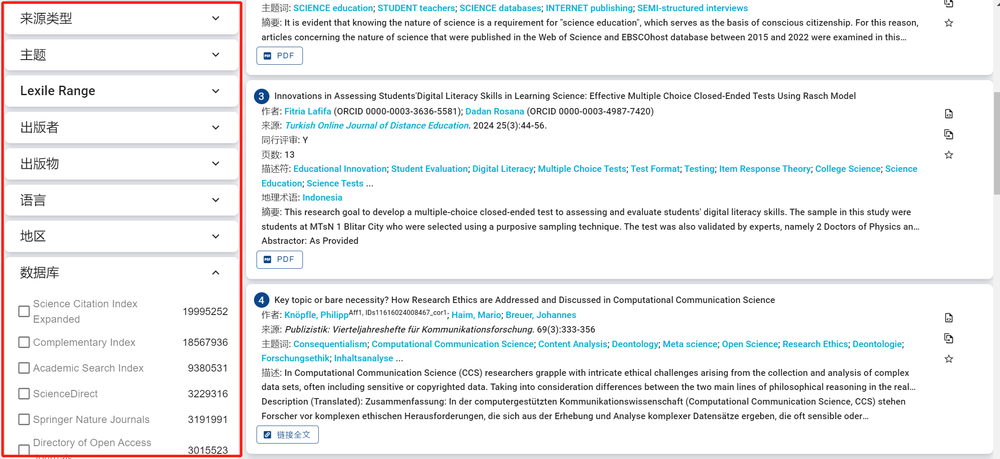 来源类型
主题
Lexile Range
出版者
出版物
语言
地区
数据库
Science Citation Index Expanded 19995252
Complementary Index 18567936
Academic Search Index 9380531
ScienceDirect 3229316
Springer Nature Journals 3191991
Directory of Open Access 3015523
主题词: SCIENCE education; STUDENT teachers; SCIENCE databases; INTERNET publishing; SEMI-structured interviews
摘要: It is evident that knowing the nature of science is a requirement for "science education", which serves as the basis of conscious citizenship. For this reason,
articles concerning the nature of science that were published in the Web of Science and EBSCOhost database between 2015 and 2022 were examined in this...
PDF
3 Innovations in Assessing Students'Digital Literacy Skills in Learning Science: Effective Multiple Choice Closed-Ended Tests Using Rasch Model
作者: Fitria Lafifa (ORCID 0000-0003-3636-5581); Dadan Rosana (ORCID 0000-0003-4987-7420)
来源: Turkish Online Journal of Distance Education. 2024 25(3):44-56.
同行评审: Y
页数: 13
描述符: Educational Innovation; Student Evaluation; Digital Literacy; Multiple Choice Tests; Test Format; Testing; Item Response Theory; College Science; Science
Education; Science Tests ...
地理术语: Indonesia
摘要: This research goal to develop a multiple-choice closed-ended test to assessing and evaluate students' digital literacy skills. The sample in this study were
students at MTsN 1 Blitar City who were selected using a purposive sampling technique. The test was also validated by experts, namely 2 Doctors of Physics an...
Abstractor: As Provided
PDF
4 Key topic or bare necessity? How Research Ethics are Addressed and Discussed in Computational Communication Science
作者: Knöpfle, Philipp Aff1, IDs11616024008467_cor1; Haim, Mario; Breuer, Johannes
来源: Publizistik: Vierteljahreshefte für Kommunikationsforschung. 69(3):333-356
主题词: Consequentialism; Computational Communication Science; Content Analysis; Deontology; Meta science; Open Science; Research Ethics; Deontologie;
Forschungsethik; Inhaltsanalyse ...
描述: In Computational Communication Science (CCS) researchers grapple with intricate ethical challenges arising from the collection and analysis of complex
data sets, often including sensitive or copyrighted data. Taking into consideration differences between the two main lines of philosophical reasoning in the real...
Description (Translated): Zusammenfassung: In der computergestützten Kommunikationswissenschaft (Computational Communication Science, CCS) stehen
Forscher vor komplexen ethischen Herausforderungen, die sich aus der Erhebung und Analyse komplexer Datensätze ergeben, die oft sensible oder...
链接全文